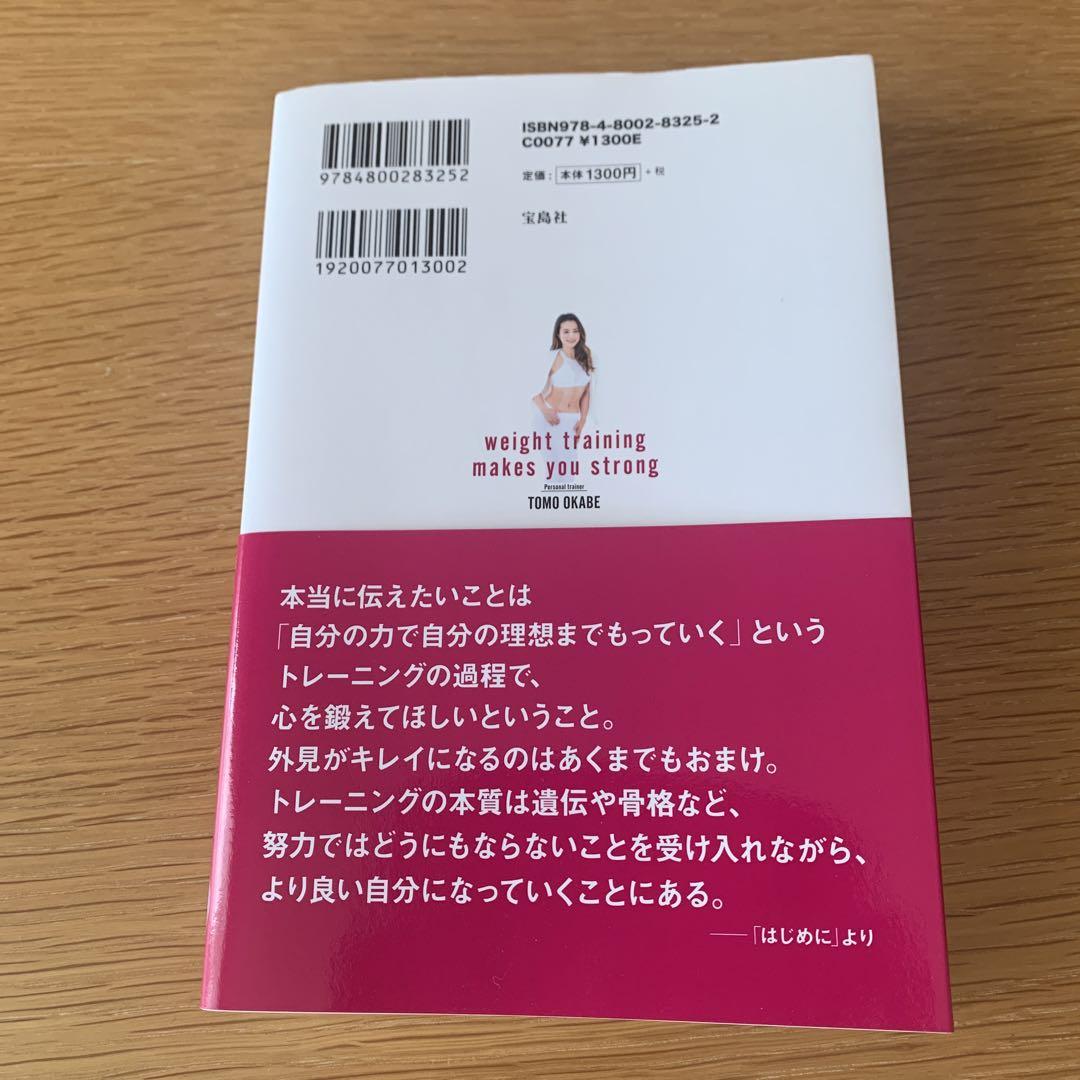 ISBN978-4-8002-8325-2
C0077 ¥1300E
9784800283252
定価: 本体1300円 +税
宝島社
1920077013002
weight training
makes you strong
Personal trainer
TOMO OKABE
本当に伝えたいことは
「自分の力で自分の理想までもっていく」という
トレーニングの過程で、
心を鍛えてほしいということ。
外見がキレイになるのはあくまでもおまけ。
トレーニングの本質は遺伝や骨格など、
努力ではどうにもならないことを受け入れながら、
より良い自分になっていくことにある。
——「はじめに」より